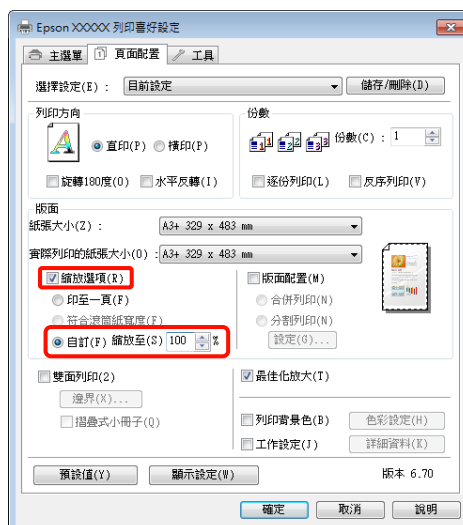 Epson XXXXX 列印喜好設定
主選單 頁面配置 工具
選擇設定(E)： 目前設定 儲存/刪除(D)
列印方向 份數
直印(P) 橫印(P) 份數(C)： 1
旋轉180度(O) 水平反轉(I) 逐份列印(L) 反序列印(V)
版面
紙張大小(Z)： A3+ 329 x 483 mm
實際列印的紙張大小(O)： A3+ 329 x 483 mm
縮放選項(R) 版面配置(M)
印至一頁(F) 合併列印(N)
符合滾筒紙寬度(F) 分割列印(N)
自訂(F) 縮放至(S) 100 % 設定(G)...
雙面列印(2) 最佳化放大(T)
邊界(X)...
摺疊式小冊子(Q) 列印背景色(B) 色彩設定(H)
工作設定(J) 詳細資料(K)
預設值(Y) 顯示設定(W) 版本 6.70
確定 取消 說明